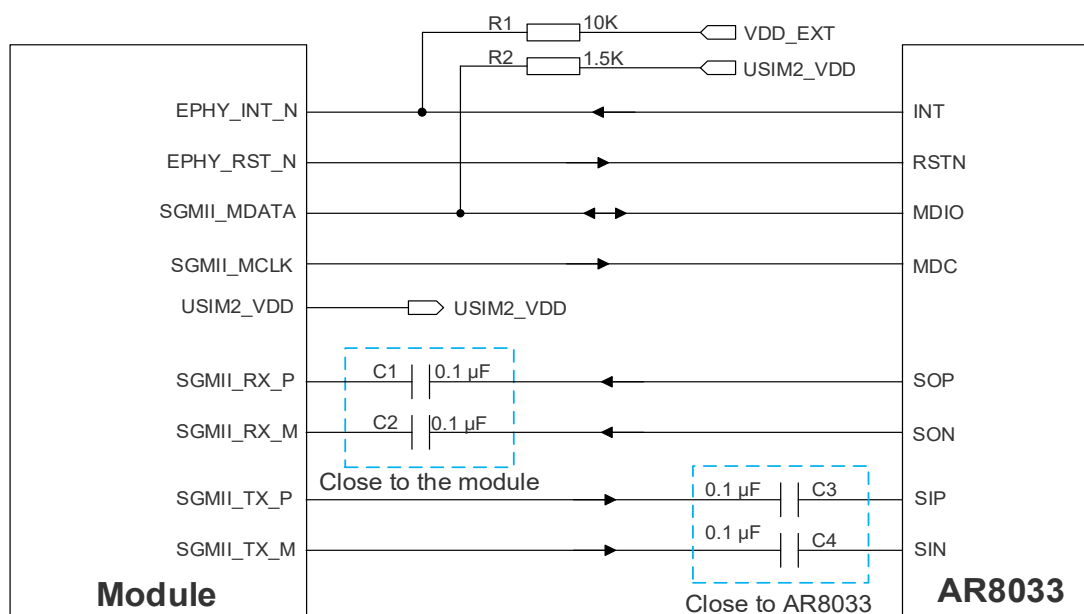 R1 10K VDD_EXT
R2 1.5K USIM2_VDD
EPHY_INT_N INT
EPHY_RST_N RSTN
SGMII_MDATA MDIO
SGMII_MCLK MDC
USIM2_VDD USIM2_VDD
SGMII_RX_P C1 0.1 µF SOP
SGMII_RX_M C2 0.1 µF SON
Close to the module
SGMII_TX_P 0.1 µF C3 SIP
SGMII_TX_M 0.1 µF C4 SIN
Module Close to AR8033 AR8033